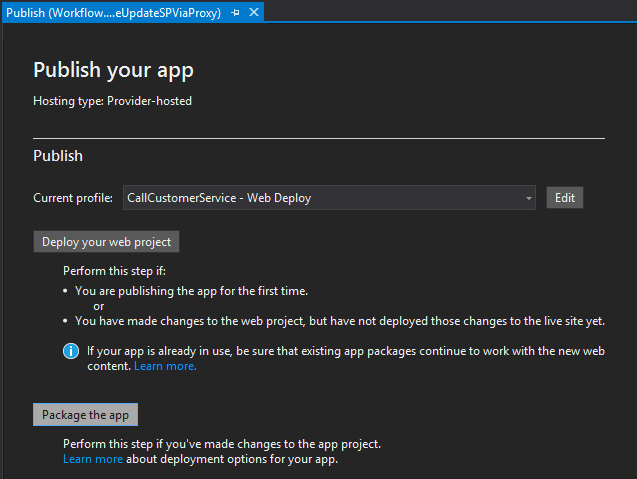 Publish (Workflow....eUpdateSPViaProxy)
Publish your app
Hosting type: Provider-hosted
Publish
Current profile: CallCustomerService - Web Deploy Edit
Deploy your web project
Perform this step if:
• You are publishing the app for the first time.
or
• You have made changes to the web project, but have not deployed those changes to the live site yet.
If your app is already in use, be sure that existing app packages continue to work with the new web
content. Learn more.
Package the app
Perform this step if you've made changes to the app project.
Learn more about deployment options for your app.